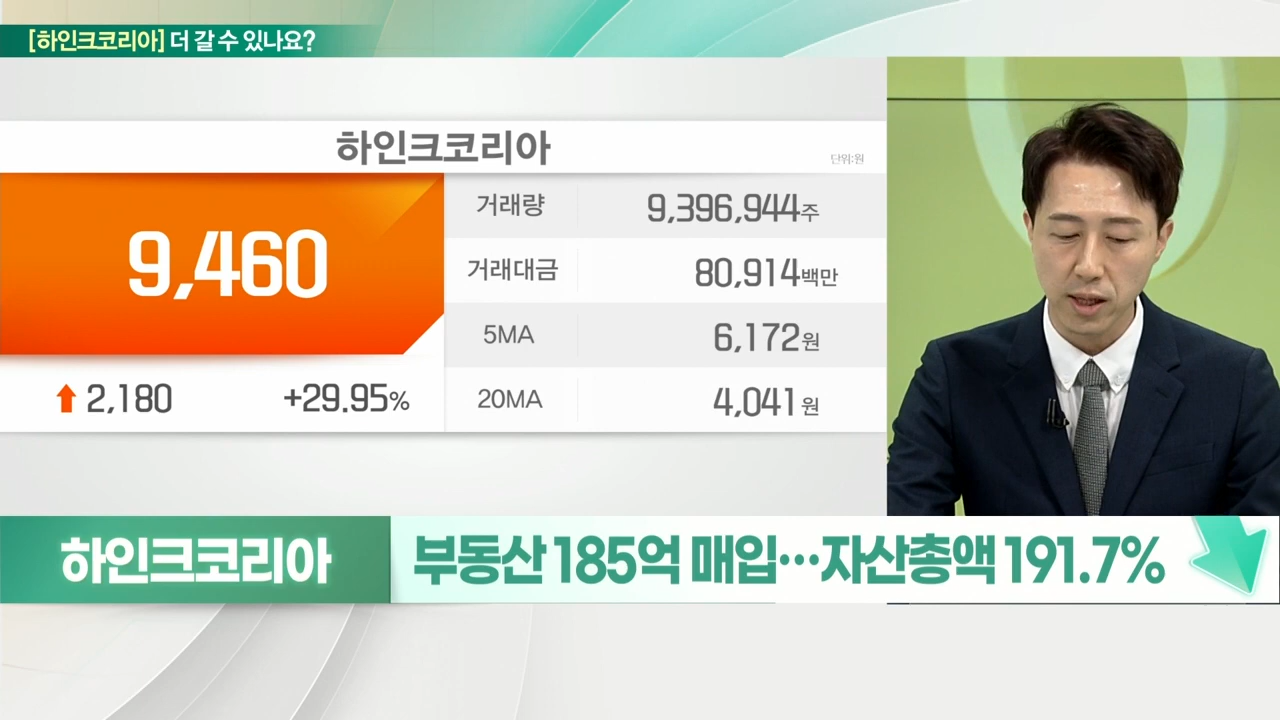 [하인크코리아] 더 갈 수 있나요?
하인크코리아
단위:원
9,460
2,180 +29.95%
거래량 9,396,944주
거래대금 80,914백만
5MA 6,172원
20MA 4,041원
하인크코리아 부동산 185억 매입…자산총액 191.7%